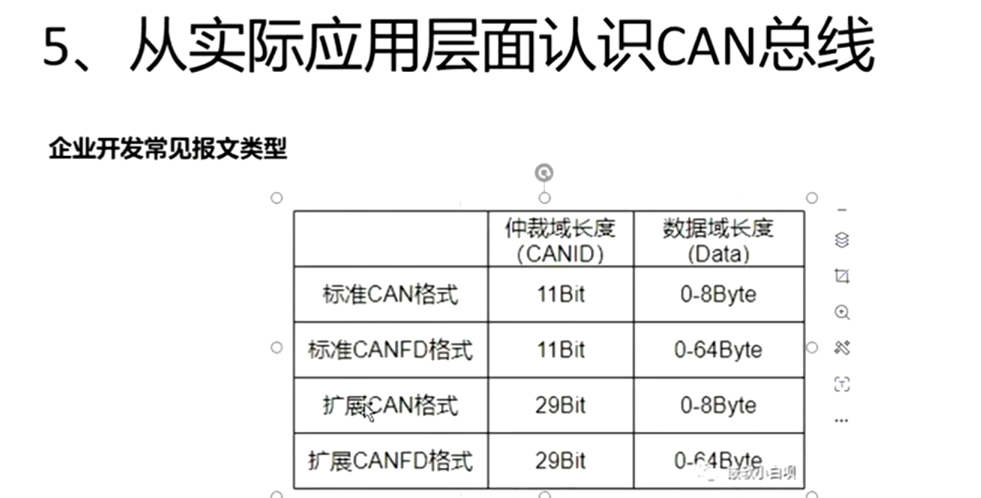 5、从实际应用层面认识CAN总线
企业开发常见报文类型
仲裁域长度 数据域长度
(CANID) (Data)
标准CAN格式 11Bit 0-8Byte
标准CANFD格式 11Bit 0-64Byte
扩展CAN格式 29Bit 0-8Byte
扩展CANFD格式 29Bit 0-64Byte
小白呗